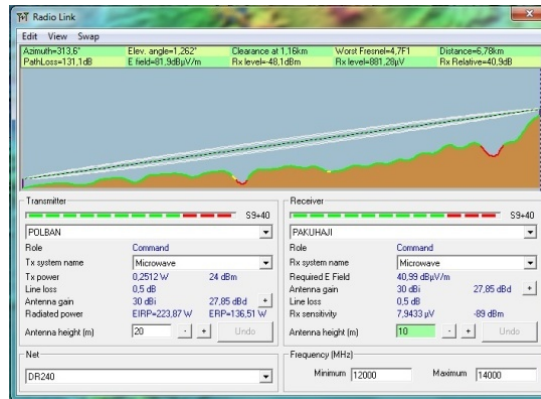 Radio Link
Edit View Swap
Azimuth=313,6° Elev. angle=1,262° Clearance at 1,16km Worst Fresnel=4,7F1 Distance=6,78km
PathLoss=131,1dB E field=81,9dBµV/m Rx level=-48,1dBm Rx level=881,28µV Rx Relative=40,9dB
Transmitter Receiver
S9+40 S9+40
POLBAN PAKUHAJI
Role Command Role Command
Tx system name Microwave Rx system name Microwave
Tx power 0,2512 W 24 dBm Required E Field 40,99 dBµV/m
Line loss 0,5 dB Antenna gain 30 dBi 27,85 dBd +
Antenna gain 30 dBi 27,85 dBd + Line loss 0,5 dB
Radiated power EIRP=223,87 W ERP=136,51 W Rx sensitivity 7,9433 µV -89 dBm
Antenna height (m) 20 - + Undo Antenna height (m) 10 - + Undo
Net Frequency (MHz)
DR240 Minimum 12000 Maximum 14000